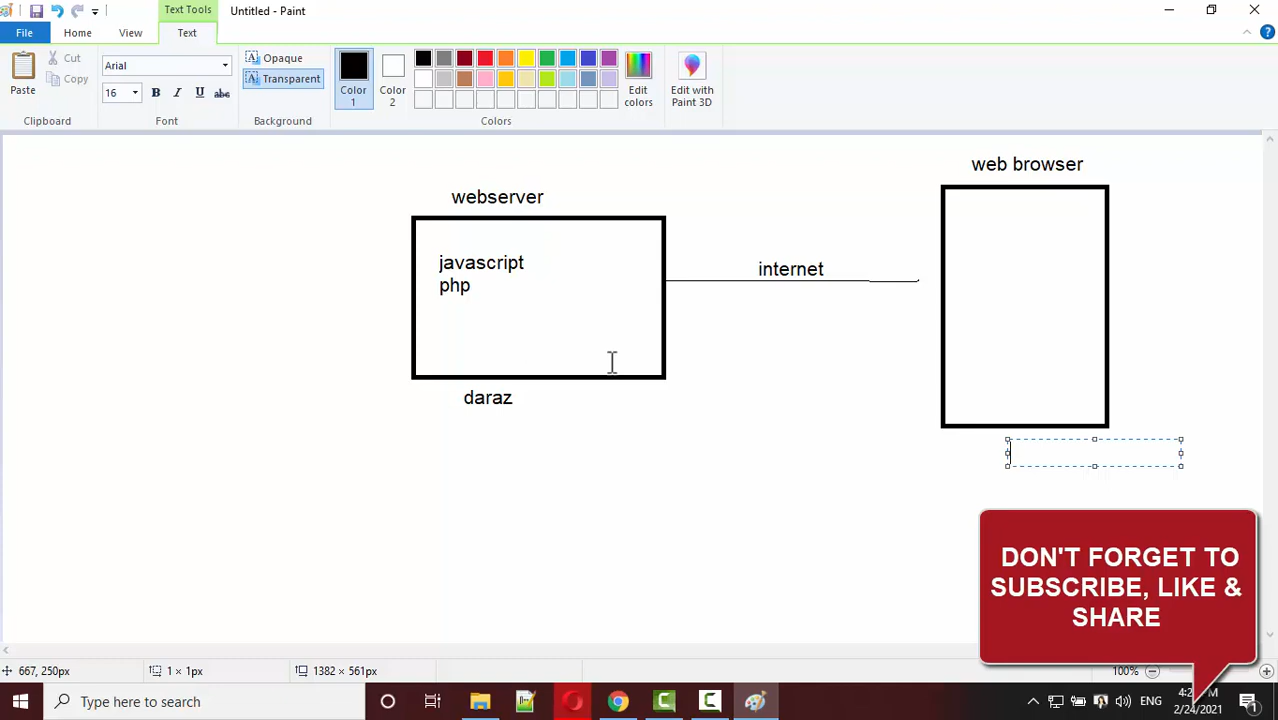 Text Tools
Untitled - Paint
File
Home
View
Text
Paste
Cut
Copy
Clipboard
Arial
16
B I U abc
Font
Opaque
Transparent
Background
Color 1
Color 2
Edit colors
Colors
Edit with Paint 3D
web browser
webserver
javascript
php
internet
daraz
DON'T FORGET TO
SUBSCRIBE, LIKE &
SHARE
667, 250px
1 × 1px
1382 × 561px
100%
Type here to search
ENG
2/24/2021